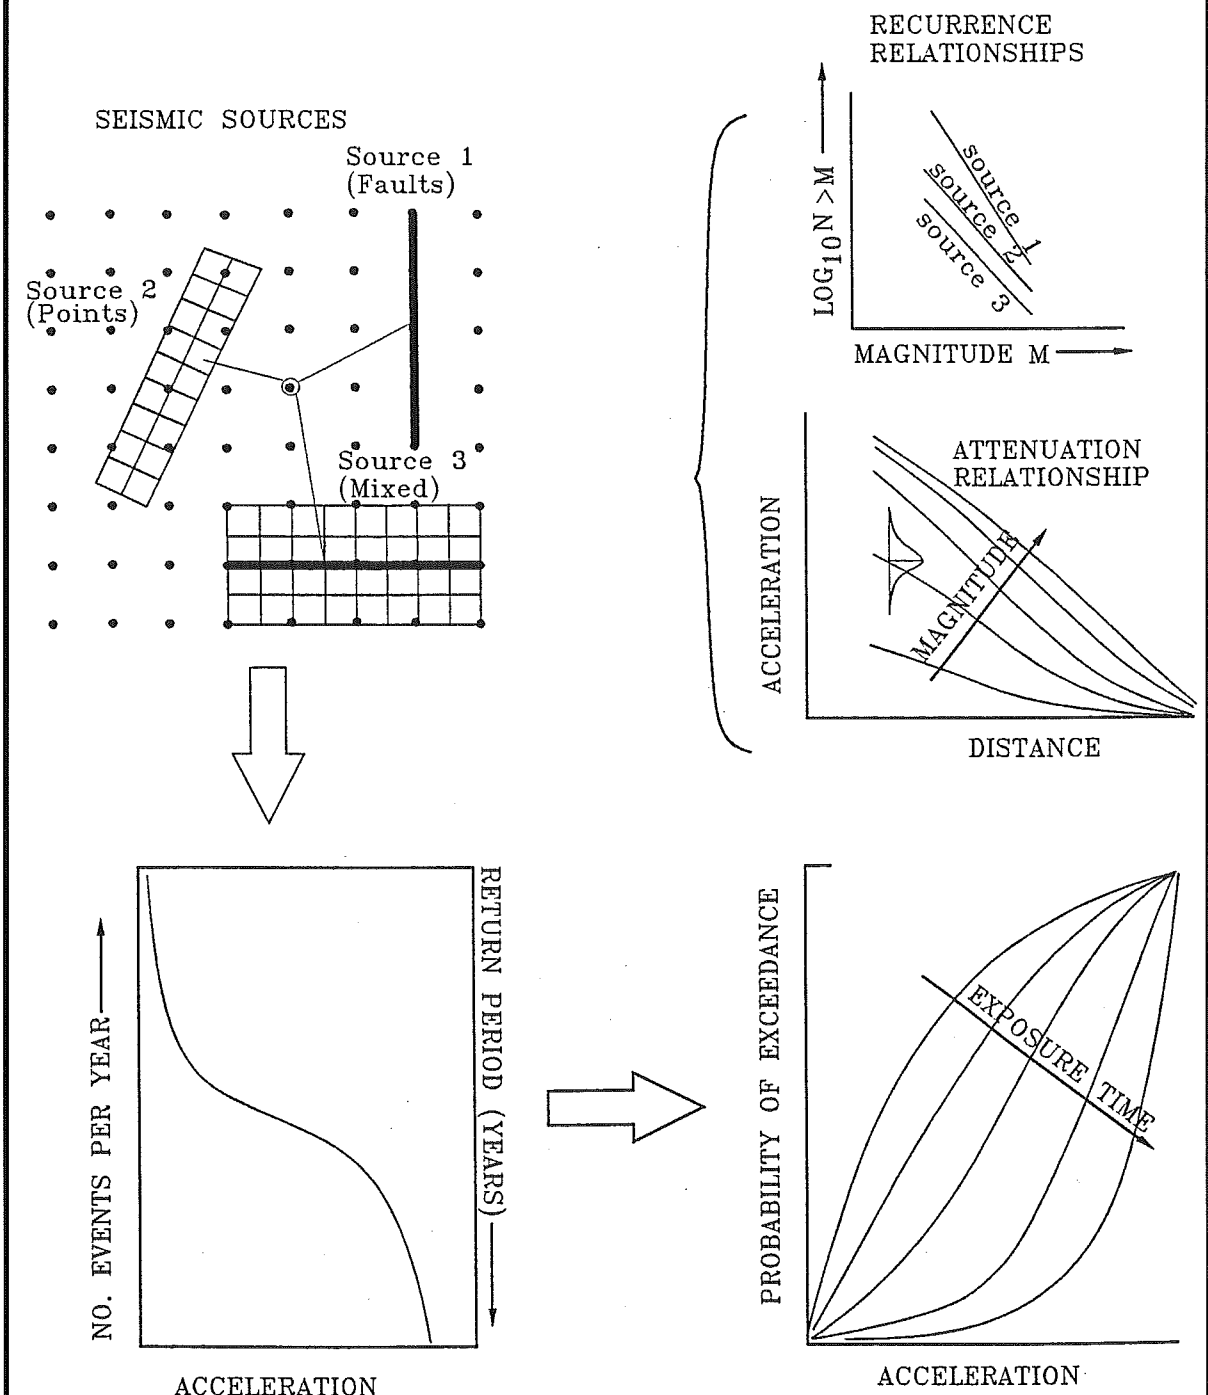 SEISMIC SOURCES
Source 1
(Faults)
Source 2
(Points)
Source 3
(Mixed)
RECURRENCE
RELATIONSHIPS
LOG10N >M
source 1
source 2
source 3
MAGNITUDE M
ATTENUATION
RELATIONSHIP
ACCELERATION
MAGNITUDE
DISTANCE
NO. EVENTS PER YEAR
RETURN PERIOD (YEARS)
ACCELERATION
PROBABILITY OF EXCEEDANCE
EXPOSURE TIME
ACCELERATION